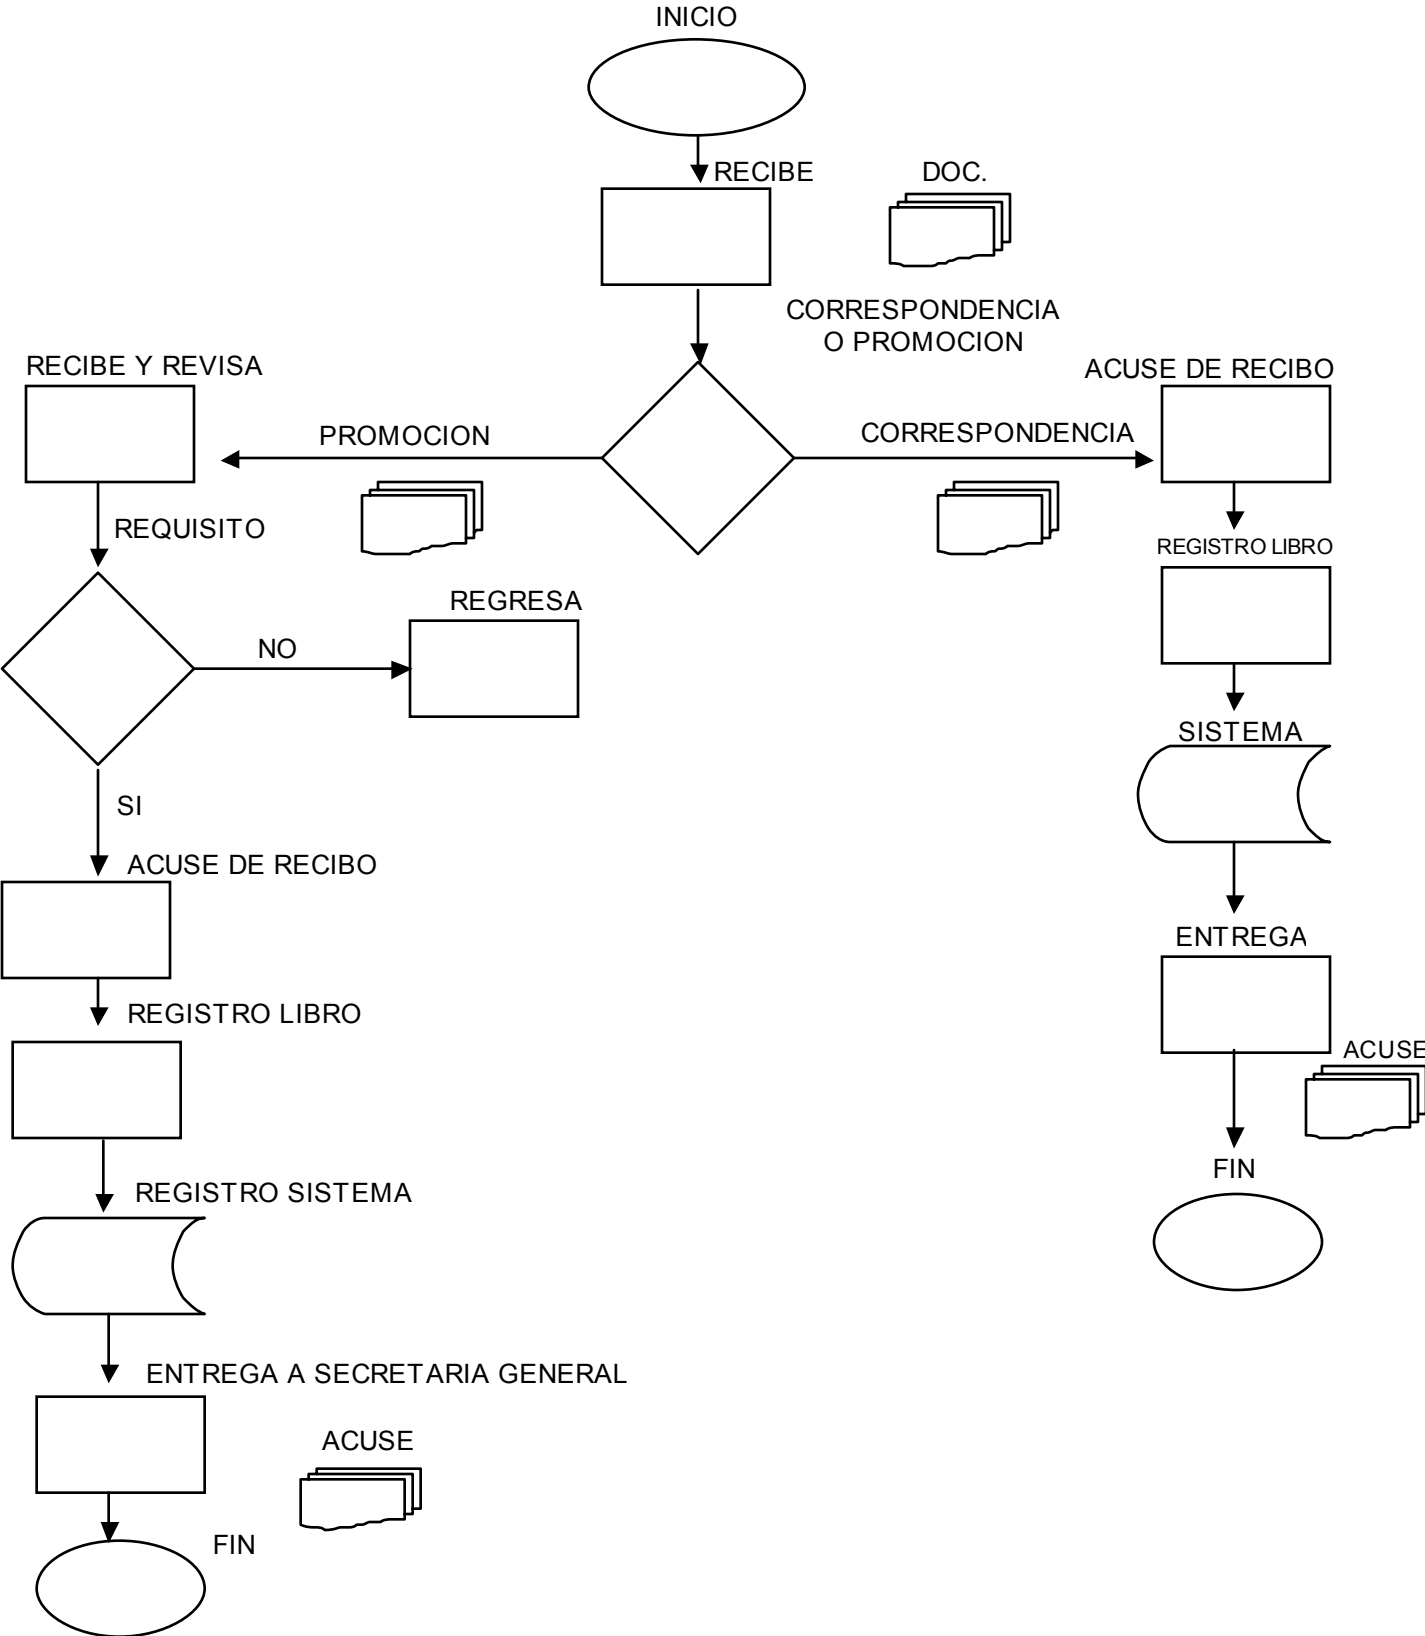 INICIO
RECIBE
DOC.
CORRESPONDENCIA
O PROMOCION
RECIBE Y REVISA
ACUSE DE RECIBO
PROMOCION
CORRESPONDENCIA
REQUISITO
REGISTRO LIBRO
REGRESA
NO
SISTEMA
SI
ACUSE DE RECIBO
ENTREGA
REGISTRO LIBRO
ACUSE
FIN
REGISTRO SISTEMA
ENTREGA A SECRETARIA GENERAL
ACUSE
FIN